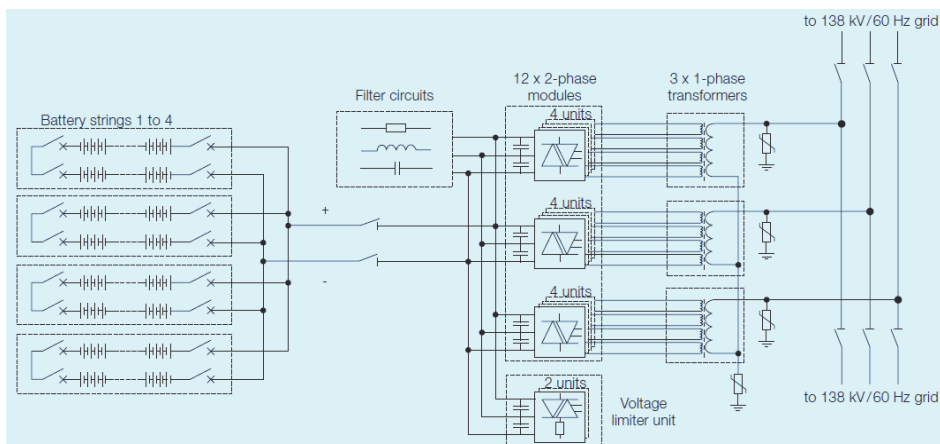 to 138 kV/60 Hz grid
12 x 2-phase
modules
3 x 1-phase
transformers
Filter circuits
Battery strings 1 to 4
4 units
+
4 units
-
4 units
2 units
Voltage
limiter unit
to 138 kV/60 Hz grid